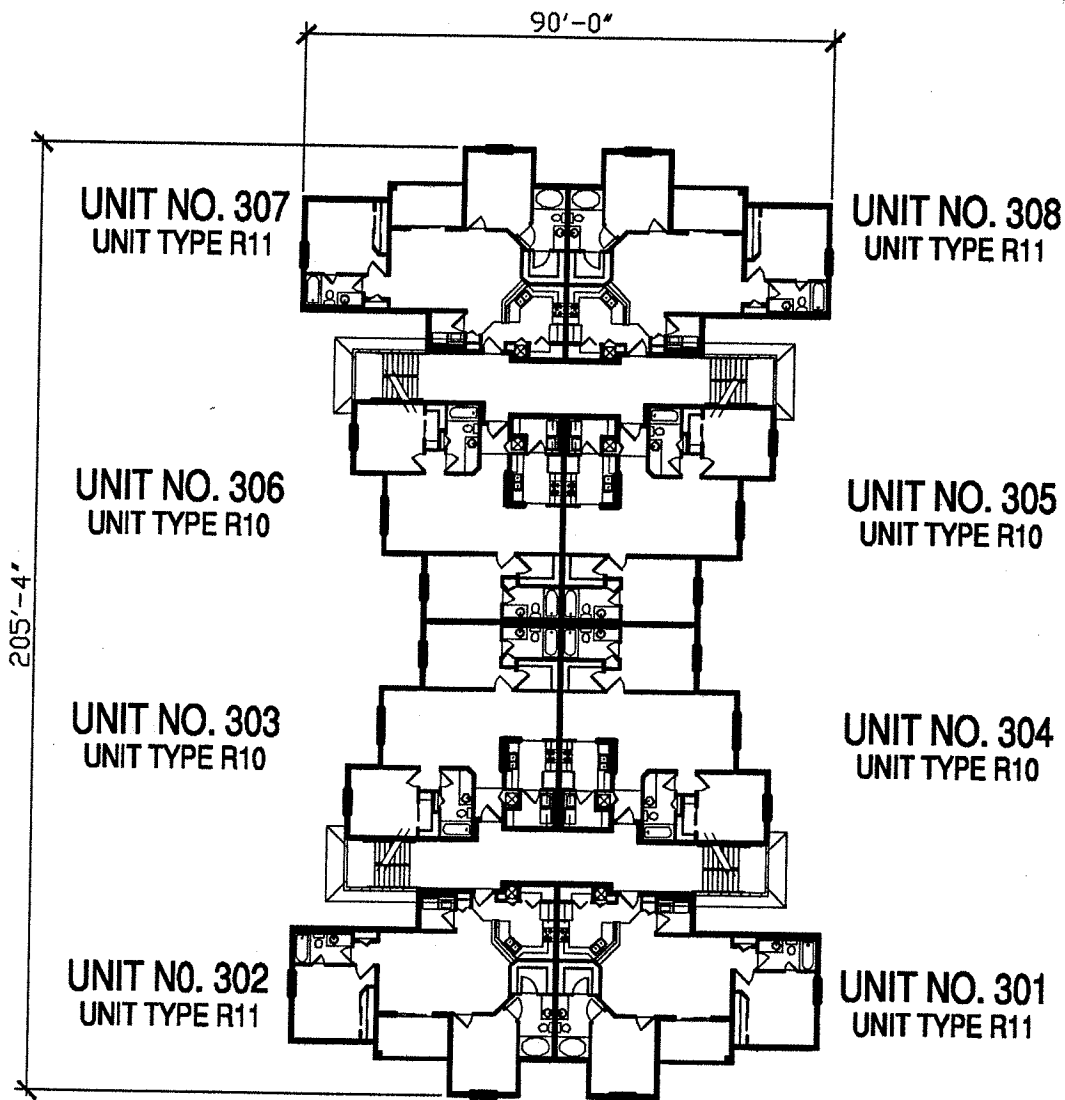 90'-0"
UNIT NO. 307
UNIT TYPE R11
UNIT NO. 308
UNIT TYPE R11
UNIT NO. 306
UNIT TYPE R10
UNIT NO. 305
UNIT TYPE R10
205'-4"
UNIT NO. 303
UNIT TYPE R10
UNIT NO. 304
UNIT TYPE R10
UNIT N0. 302
UNIT TYPE R11
UNIT NO. 301
UNIT TYPE R11